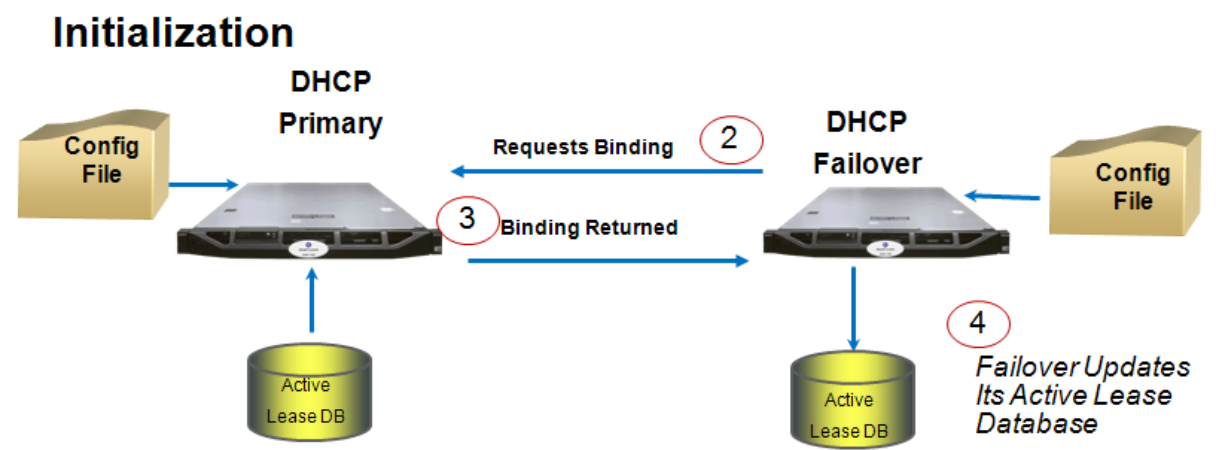 Initialization
DHCP
Primary
Config
File
Requests Binding
2
DHCP
Failover
Config
File
3
Binding Returned
Active
Lease DB
Active
Lease DB
4
Failover Updates
Its Active Lease
Database